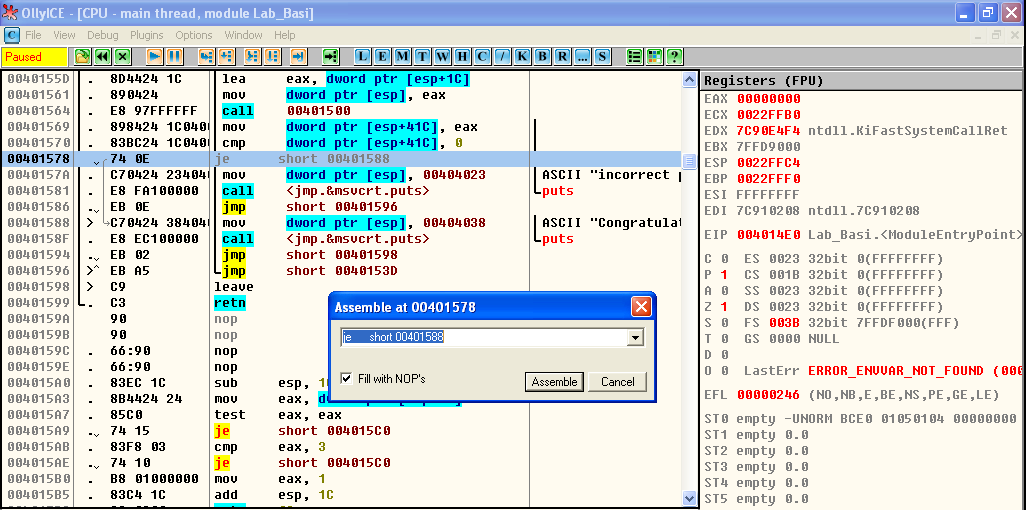 OllyICE - [CPU - main thread, module Lab_Basi]
C File View Debug Plugins Options Window Help
Paused L E M T W H C / K B R ... S ?
0040155D . 8D4424 1C lea eax, dword ptr [esp+1C]
00401561 . 890424 mov dword ptr [esp], eax
00401564 . E8 97FFFFFF call 00401500
00401569 . 898424 1C040 mov dword ptr [esp+41C], eax
00401570 . 83BC24 1C040 cmp dword ptr [esp+41C], 0
00401578 . 74 0E je short 00401588
0040157A . C70424 23404 mov dword ptr [esp], 00404023 ASCII "incorrect p
00401581 . E8 FA100000 call <jmp.&msvcrt.puts> puts
00401586 . EB 0E jmp short 00401596
00401588 > C70424 38404 mov dword ptr [esp], 00404038 ASCII "Congratulat
0040158F . E8 EC100000 call <jmp.&msvcrt.puts> puts
00401594 . EB 02 jmp short 00401598
00401596 >^ EB A5 jmp short 0040153D
00401598 > C9 leave
00401599 . C3 retn
0040159A 90 nop
0040159B 90 nop
0040159C . 66:90 nop
0040159E . 66:90 nop
004015A0 . 83EC 1C sub esp, 1
004015A3 . 8B4424 24 mov eax, d
004015A7 . 85C0 test eax, eax
004015A9 . 74 15 je short 004015C0
004015AB . 83F8 03 cmp eax, 3
004015AE . 74 10 je short 004015C0
004015B0 . B8 01000000 mov eax, 1
004015B5 . 83C4 1C add esp, 1C
Assemble at 00401578
je short 00401588
Fill with NOP's
Assemble
Cancel
Registers (FPU)
EAX 00000000
ECX 0022FFB0
EDX 7C90E4F4 ntdll.KiFastSystemCallRet
EBX 7FFD9000
ESP 0022FFC4
EBP 0022FFF0
ESI FFFFFFFF
EDI 7C910208 ntdll.7C910208
EIP 004014E0 Lab_Basi.<ModuleEntryPoint>
C 0 ES 0023 32bit 0(FFFFFFFF)
P 1 CS 001B 32bit 0(FFFFFFFF)
A 0 SS 0023 32bit 0(FFFFFFFF)
Z 1 DS 0023 32bit 0(FFFFFFFF)
S 0 FS 003B 32bit 7FFDF000(FFF)
T 0 GS 0000 NULL
D 0
O 0 LastErr ERROR_ENVVAR_NOT_FOUND (000
EFL 00000246 (NO,NB,E,BE,NS,PE,GE,LE)
ST0 empty -UNORM BCE0 01050104 00000000
ST1 empty 0.0
ST2 empty 0.0
ST3 empty 0.0
ST4 empty 0.0
ST5 empty 0.0